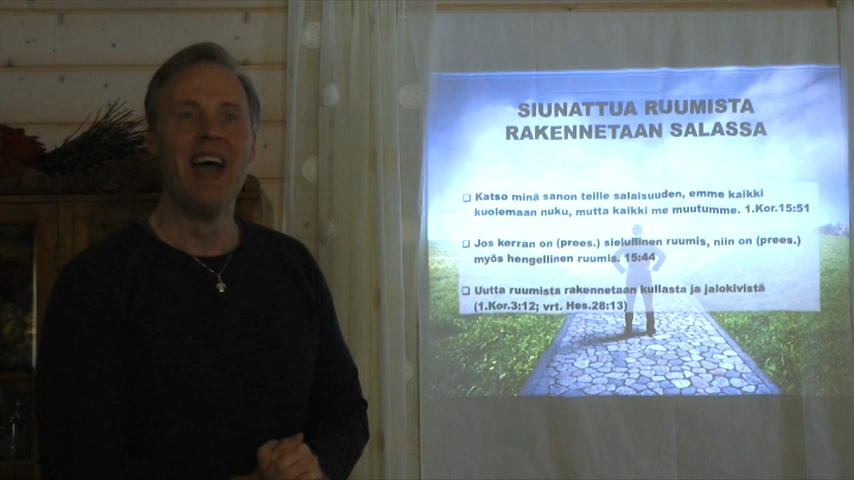 SIUNATTUA RUUMISTA
RAKENNETAAN SALASSA
❑ Katso minä sanon teille salaisuuden, emme kaikki
kuolemaan nuku, mutta kaikki me muutumme. 1.Kor.15:51
❑ Jos kerran on (prees.) sielullinen ruumis, niin on (prees.)
myös hengellinen ruumis. 15:44
❑ Uutta ruumista rakennetaan kullasta ja jalokivistä
(1.Kor.3:12; vrt. Hes.28:13)